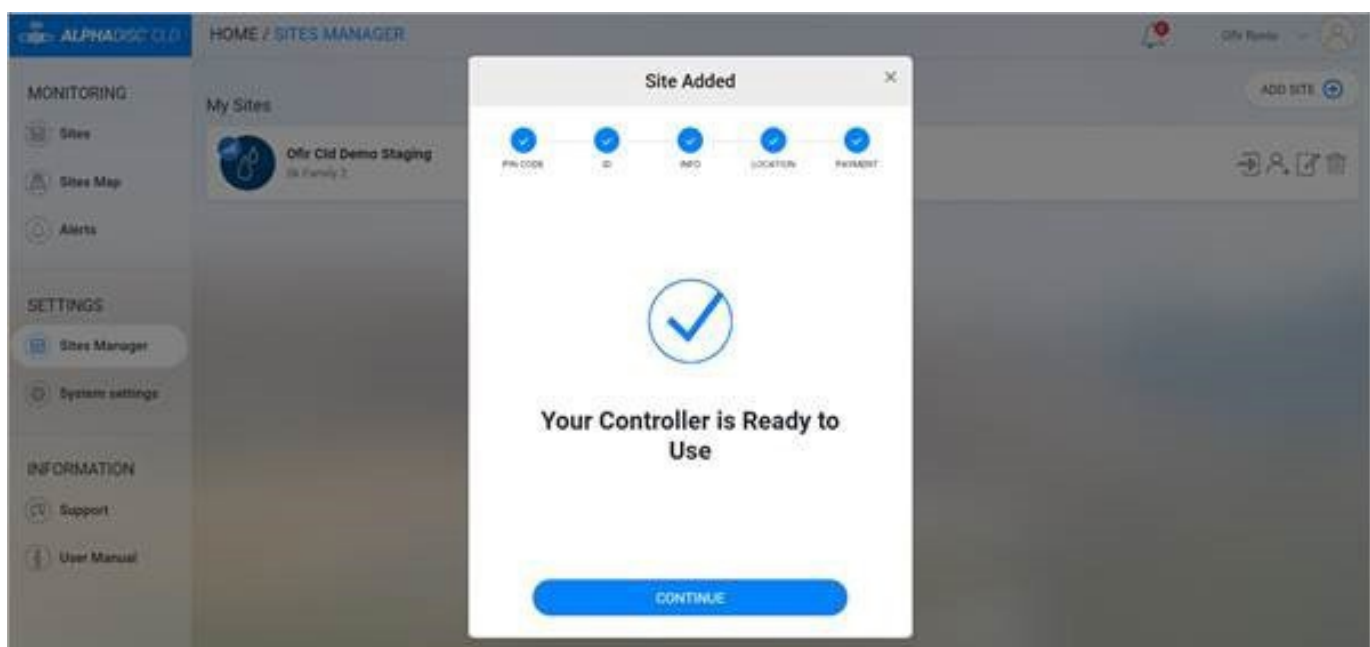 ALPHADISC CLD
HOME / SITES MANAGER
MONITORING
Sites
Sites Map
Alerts
SETTINGS
Sites Manager
System settings
INFORMATION
Support
User Manual
My Sites
Ofir Cld Demo Staging
ADD SITE
Site Added
PIN CODE
ID
INFO
LOCATION
PAYMENT
Your Controller is Ready to
Use
CONTINUE